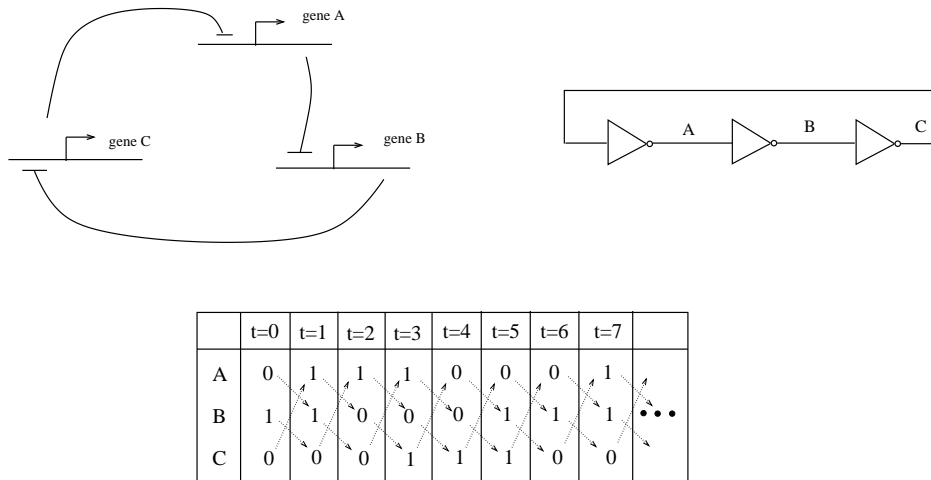 gene A
gene C
gene B
A B C
t=0 t=1 t=2 t=3 t=4 t=5 t=6 t=7
A 0 1 1 1 0 0 0 1
B 1 1 0 0 0 1 1 1 • • •
C 0 0 0 1 1 1 0 0